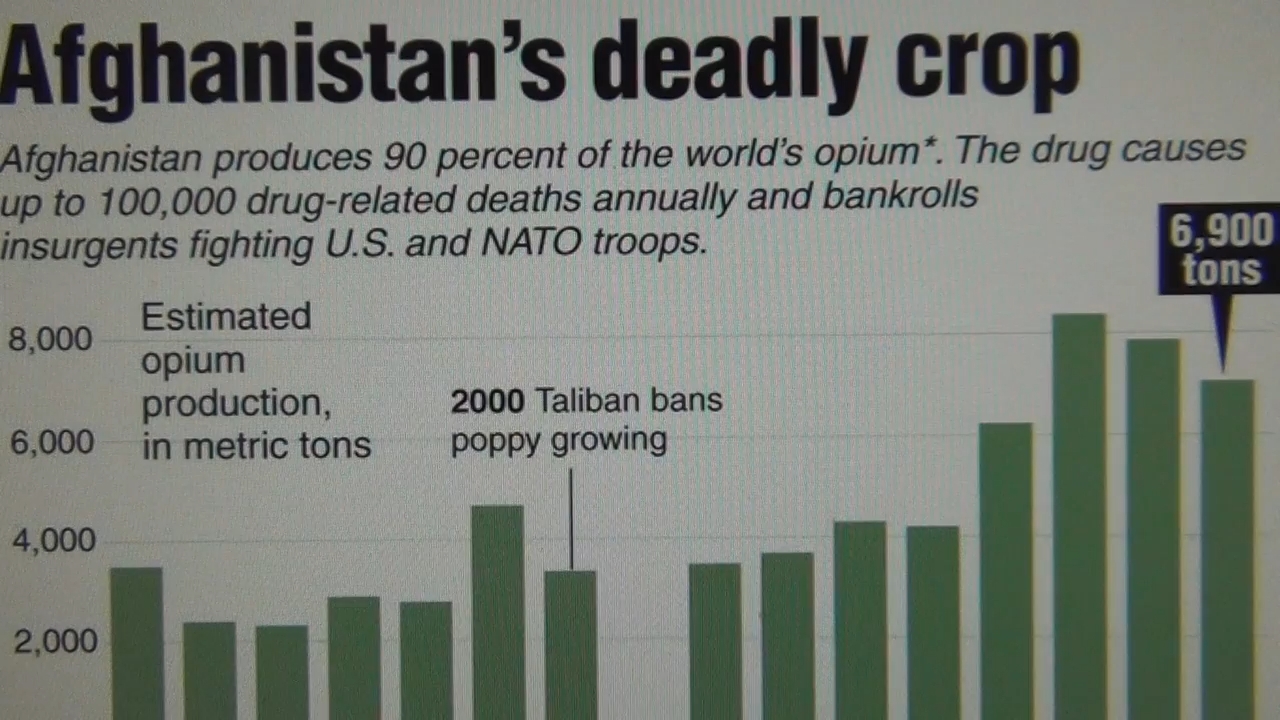 Afghanistan's deadly crop
Afghanistan produces 90 percent of the world's opium*. The drug causes
up to 100,000 drug-related deaths annually and bankrolls
insurgents fighting U.S. and NATO troops.
6,900
tons
Estimated
opium
production,
in metric tons
2000 Taliban bans
poppy growing
8,000
6,000
4,000
2,000